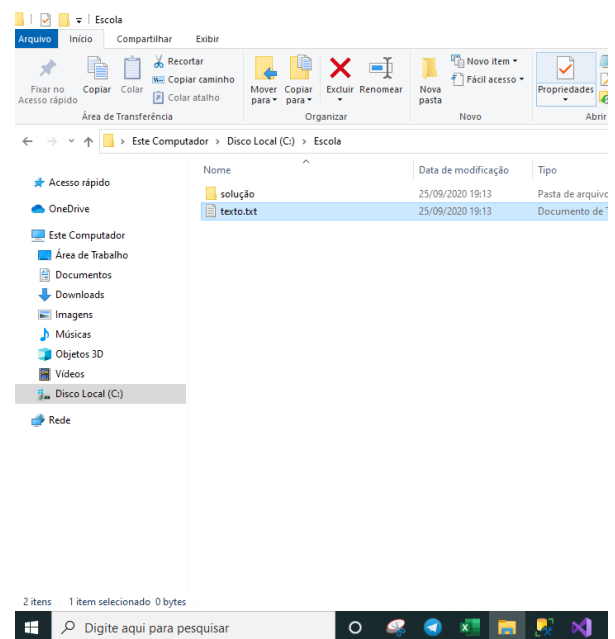 Escola
Arquivo Início Compartilhar Exibir
Fixar no Acesso rápido
Copiar
Colar
Recortar
Copiar caminho
Colar atalho
Mover para
Copiar para
Excluir
Renomear
Nova pasta
Novo item
Fácil acesso
Propriedades
Área de Transferência Organizar Novo Abrir
Este Computador > Disco Local (C:) > Escola
Nome Data de modificação Tipo
solução 25/09/2020 19:13 Pasta de arquivo
texto.txt 25/09/2020 19:13 Documento de T
Acesso rápido
OneDrive
Este Computador
Área de Trabalho
Documentos
Downloads
Imagens
Músicas
Objetos 3D
Vídeos
Disco Local (C:)
Rede
2 itens 1 item selecionado 0 bytes
Digite aqui para pesquisar